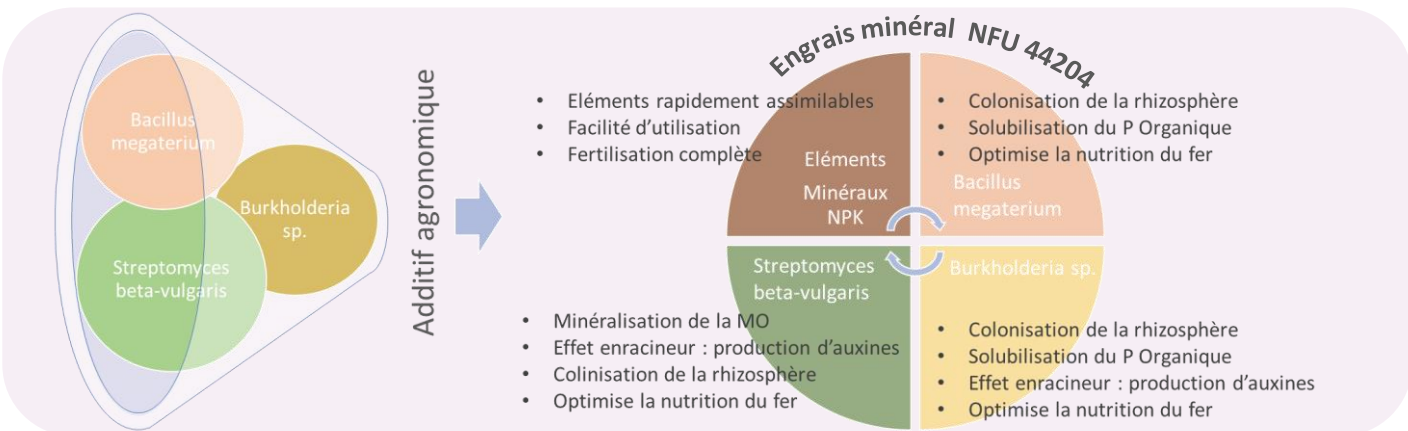 Bacillus
megaterium
Burkholderia
sp.
Streptomyces
beta-vulgaris
Additif agronomique
Engrais minéral NFU 44204
• Eléments rapidement assimilables
• Facilité d'utilisation
• Fertilisation complète
Eléments
Minéraux
NPK
• Colonisation de la rhizosphère
• Solubilisation du P Organique
• Optimise la nutrition du fer
Bacillus
megaterium
Streptomyces
beta-vulgaris
• Minéralisation de la MO
• Effet enracineur : production d'auxines
• Colinisation de la rhizosphère
• Optimise la nutrition du fer
Burkholderia sp.
• Colonisation de la rhizosphère
• Solubilisation du P Organique
• Effet enracineur : production d'auxines
• Optimise la nutrition du fer